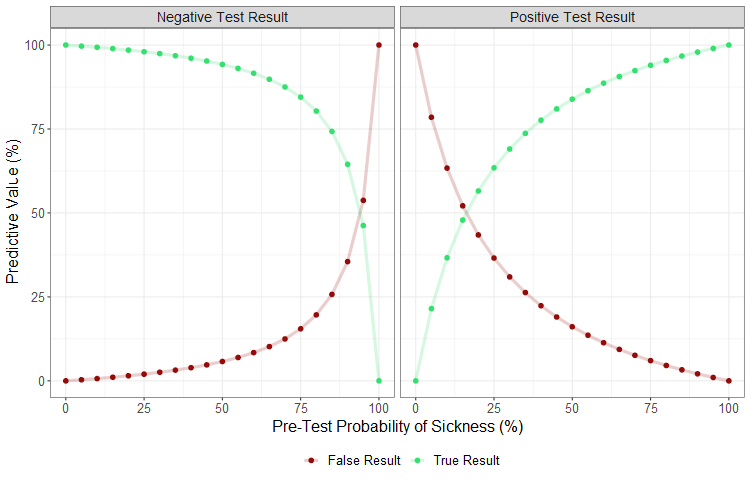 Negative Test Result
Positive Test Result
Predictive Value (%)
100
75
50
25
0
0 25 50 75 100
0 25 50 75 100
Pre-Test Probability of Sickness (%)
False Result
True Result